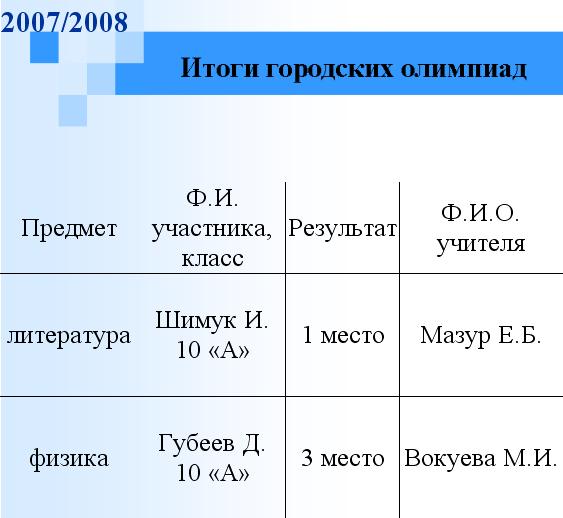 2007/2008
Итоги городских олимпиад
Предмет
Ф.И.
участника,
класс
Результат
Ф.И.О.
учителя
литература
Шимук И.
10 «А»
1 место
Мазур Е.Б.
физика
Губеев Д.
10 «А»
3 место
Вокуева М.И.